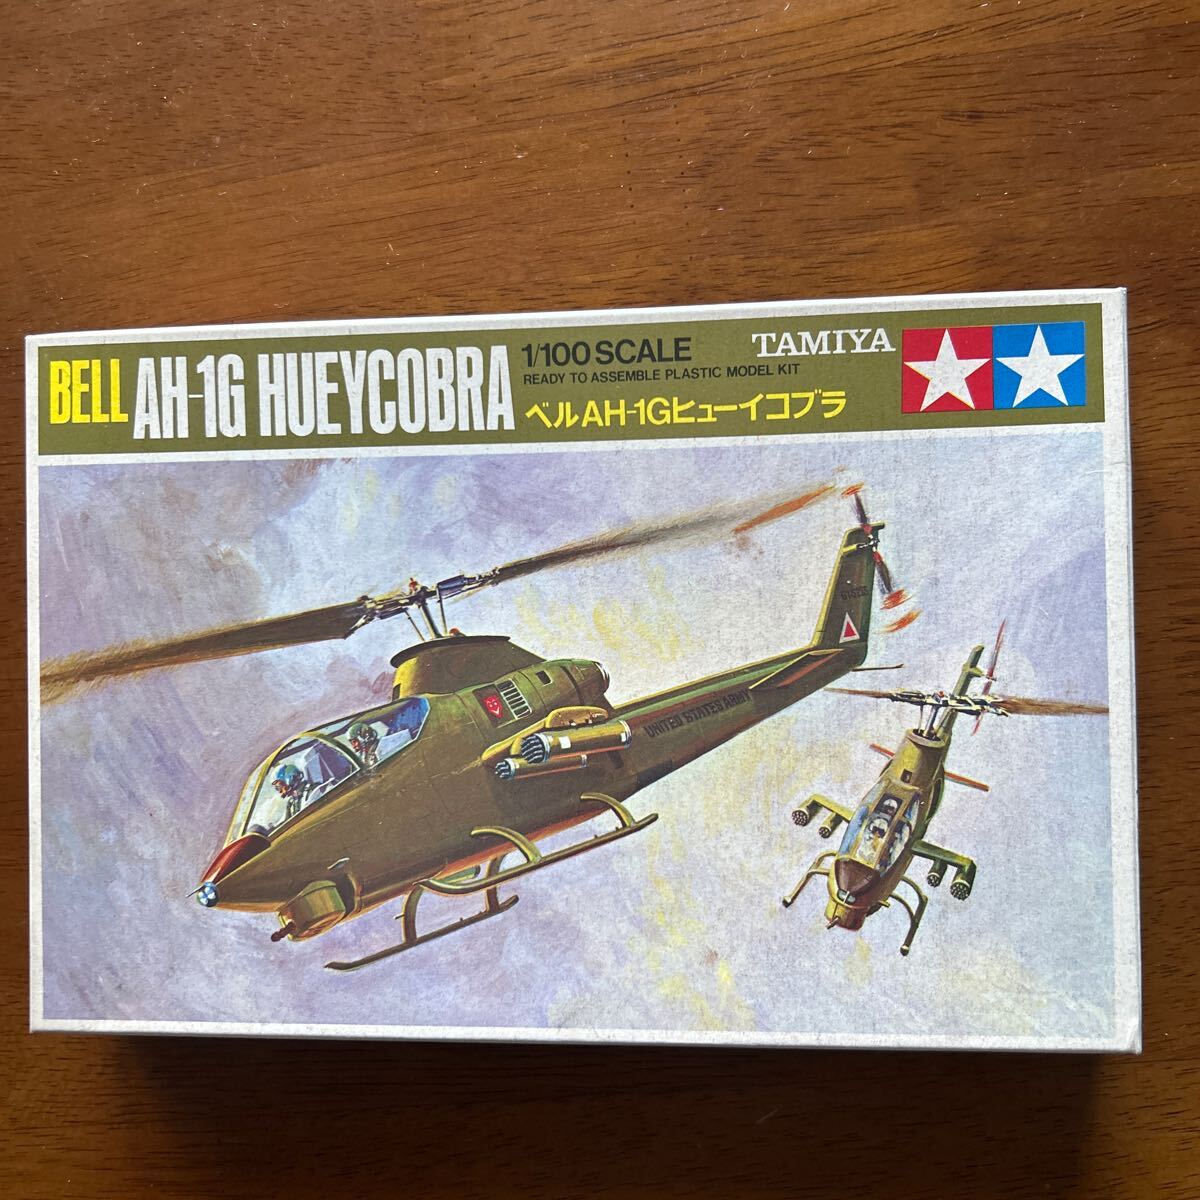 BELL AH-1G HUEYCOBRA
1/100 SCALE
READY TO ASSEMBLE PLASTIC MODEL KIT
ベルAH-1Gヒューイコブラ
TAMIYA
UNITED STATES ARMY